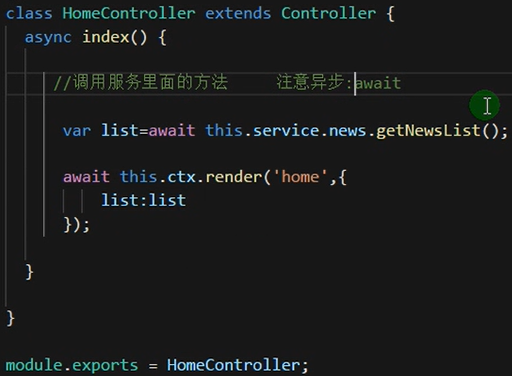 class HomeController extends Controller {
async index() {
//调用服务里面的方法 注意异步:await
var list=await this.service.news.getNewsList();
await this.ctx.render('home',{
list:list
});
}
}
module.exports = HomeController;